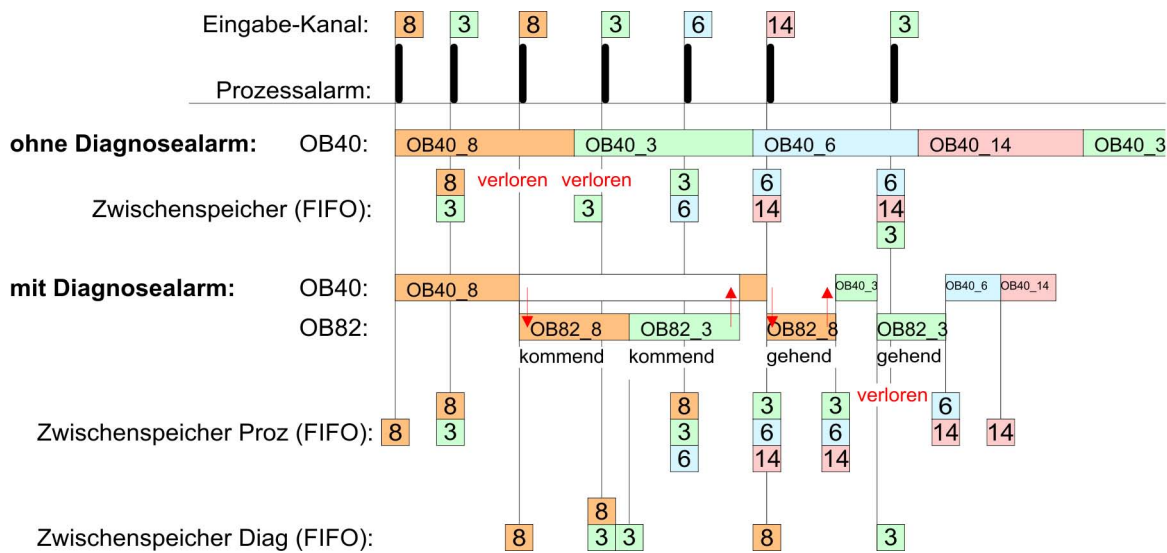 Eingabe-Kanal: 8 3 8 3 6 14 3
Prozessalarm:
ohne Diagnosealarm: OB40: OB40_8 OB40_3 OB40_6 OB40_14 OB40_3
8 verloren verloren 3 6 6
Zwischenspeicher (FIFO): 3 3 6 14 14
3
mit Diagnosealarm: OB40: OB40_8 OB40_3 OB40_6 OB40_14
OB82: OB82_8 OB82_3 OB82_8 OB82_3
kommend kommend gehend gehend
verloren
8 8 3 3 6
Zwischenspeicher Proz (FIFO): 8 3 3 6 6 14 14
6 14 14
8
Zwischenspeicher Diag (FIFO): 8 3 3 8 3